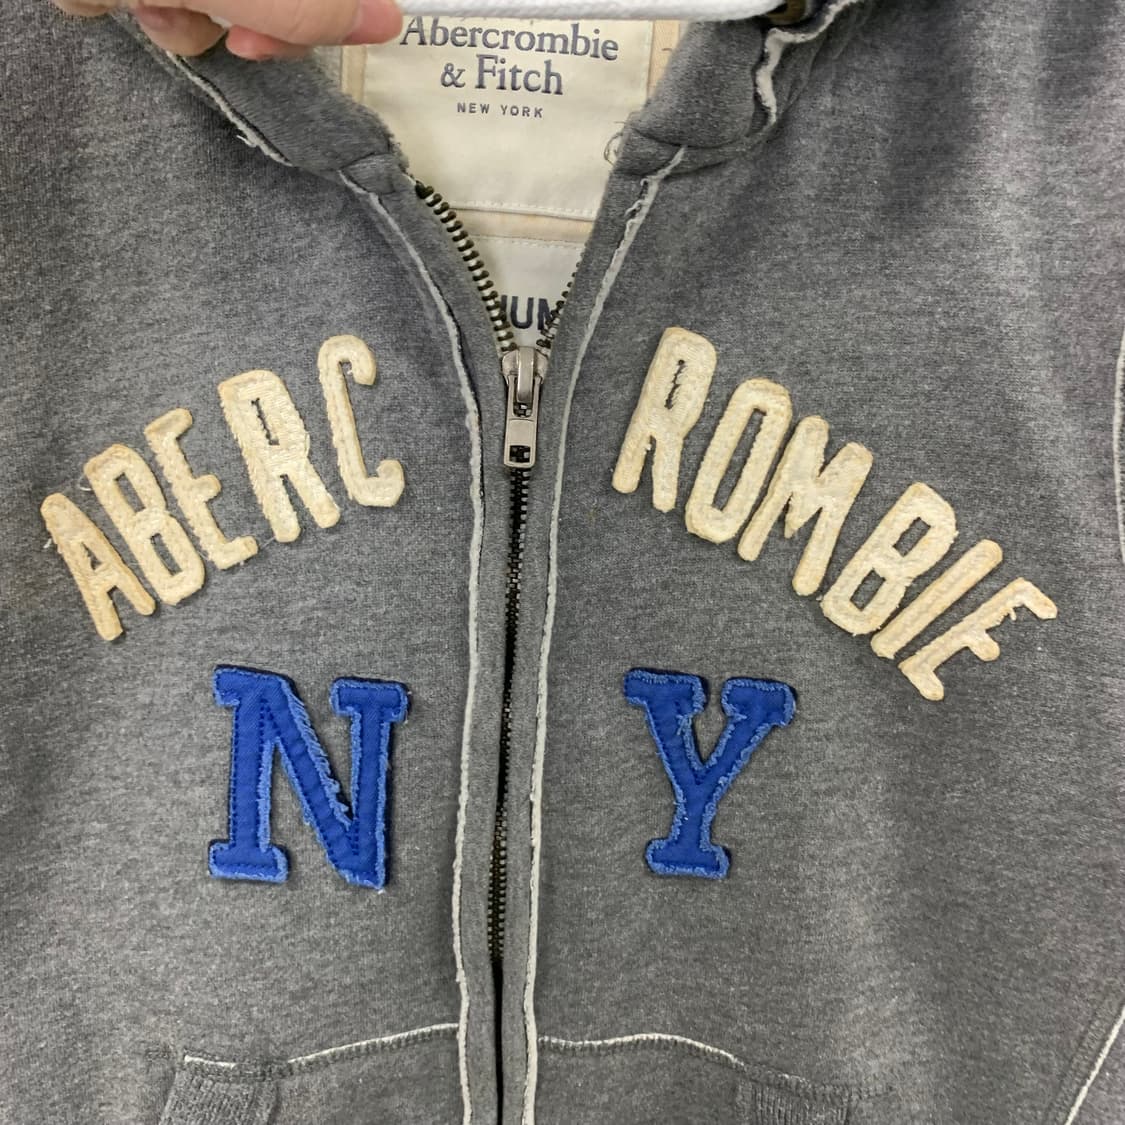 Abercrombie
& Fitch
NEW YORK
ABERC ROMBIE
N Y